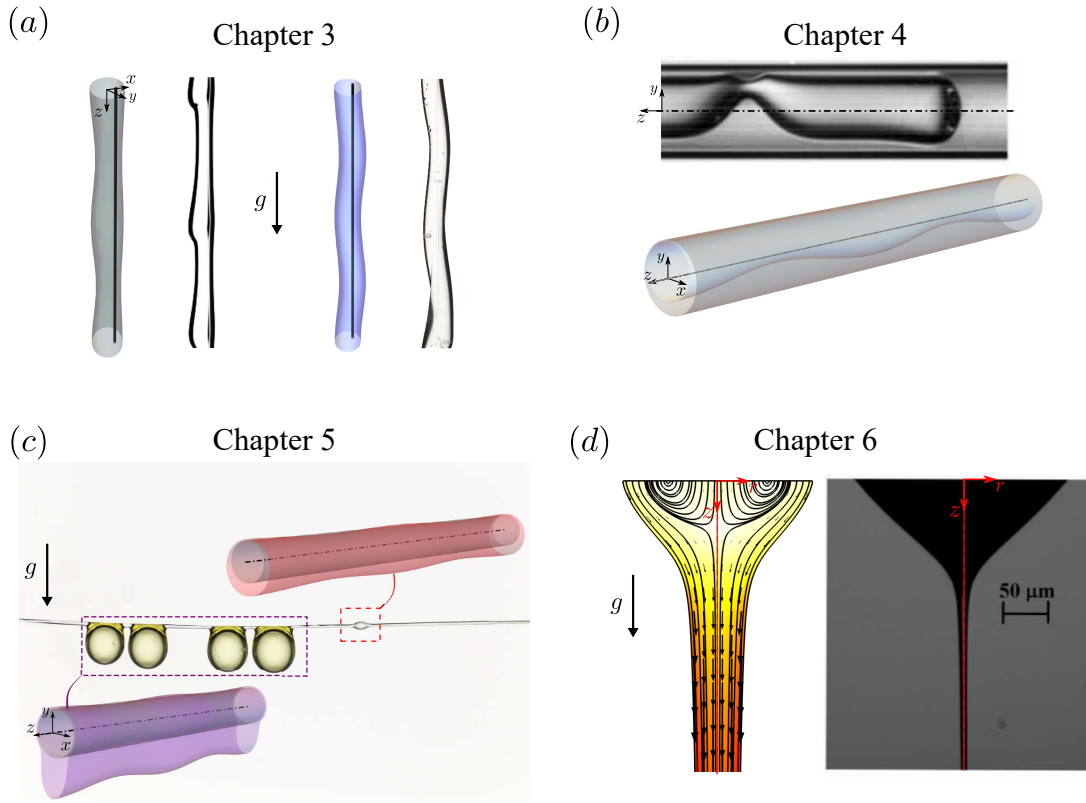 (a)
Chapter 3
x
y
z
g
(b)
Chapter 4
y
z
y
z
x
(c)
Chapter 5
g
y
z
x
(d)
Chapter 6
r
z
g
r
z
50 μm